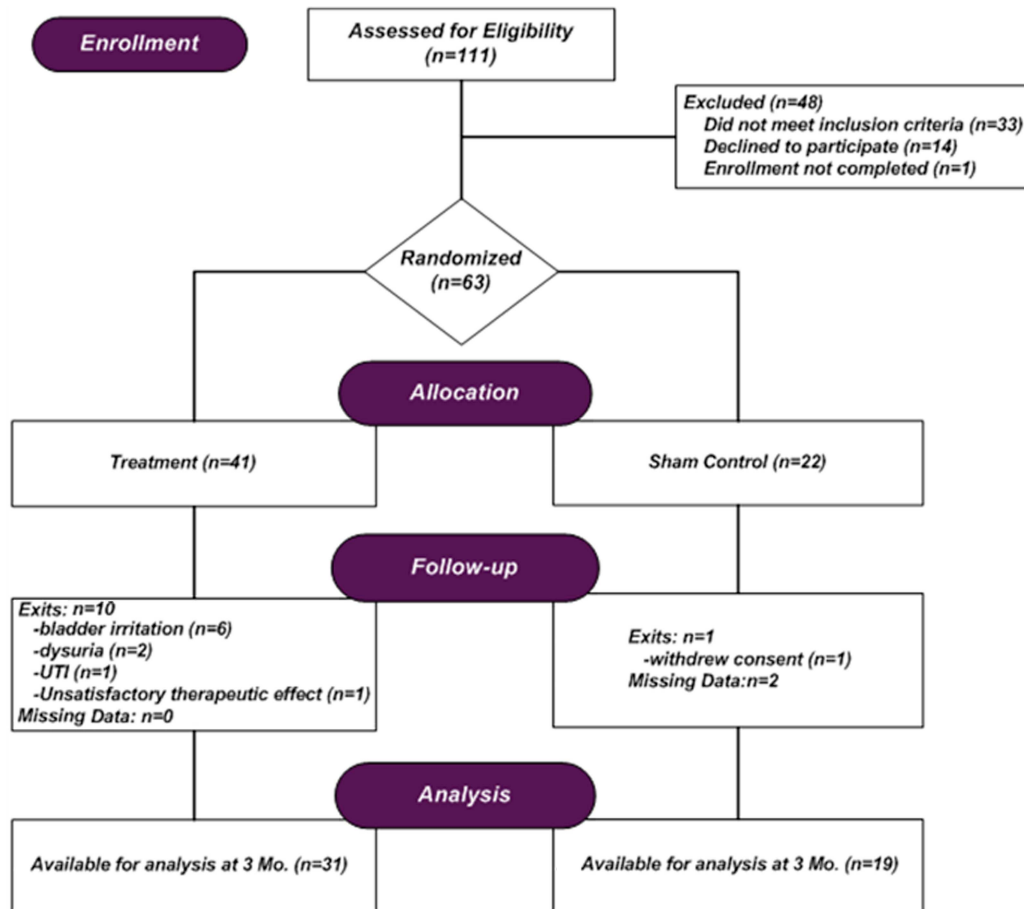 Enrollment
Assessed for Eligibility
(n=111)
Excluded (n=48)
Did not meet inclusion criteria (n=33)
Declined to participate (n=14)
Enrollment not completed (n=1)
Randomized
(n=63)
Allocation
Treatment (n=41)
Sham Control (n=22)
Follow-up
Exits: n=10
-bladder irritation (n=6)
-dysuria (n=2)
-UTI (n=1)
-Unsatisfactory therapeutic effect (n=1)
Missing Data: n=0
Exits: n=1
-withdrew consent (n=1)
Missing Data:n=2
Analysis
Available for analysis at 3 Mo. (n=31)
Available for analysis at 3 Mo. (n=19)